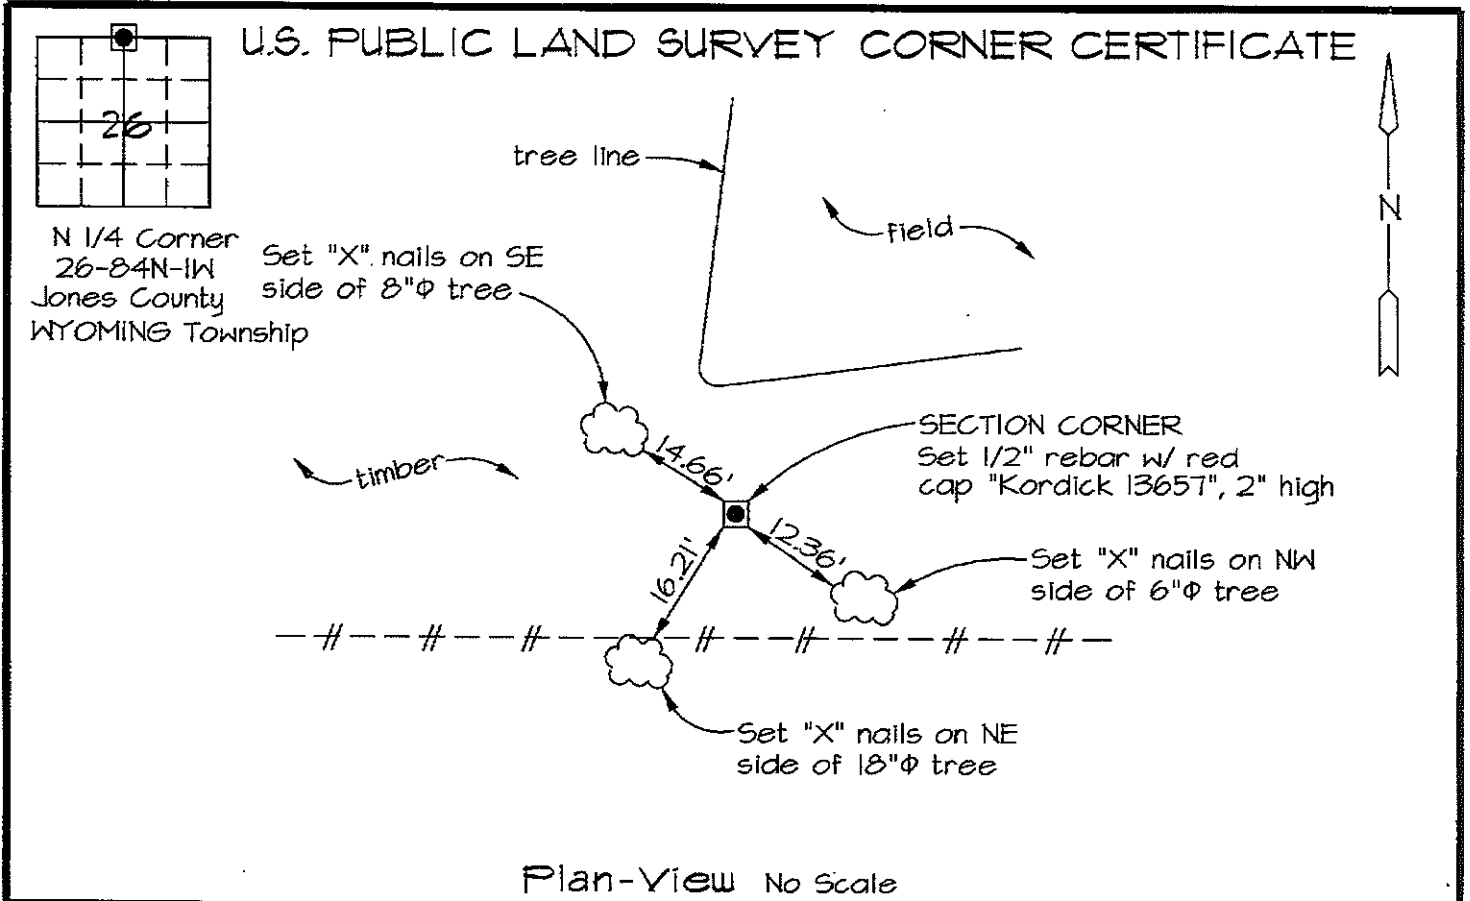 U.S. PUBLIC LAND SURVEY CORNER CERTIFICATE
26
N 1/4 Corner
26-84N-1W
Jones County
WYOMING Township
tree line
field
N
Set "X" nails on SE
side of 8"Φ tree
timber
14.66'
SECTION CORNER
Set 1/2" rebar w/ red
cap "Kordick 13657", 2" high
12.36'
16.21'
Set "X" nails on NW
side of 6"Φ tree
Set "X" nails on NE
side of 18"Φ tree
Plan-View No Scale